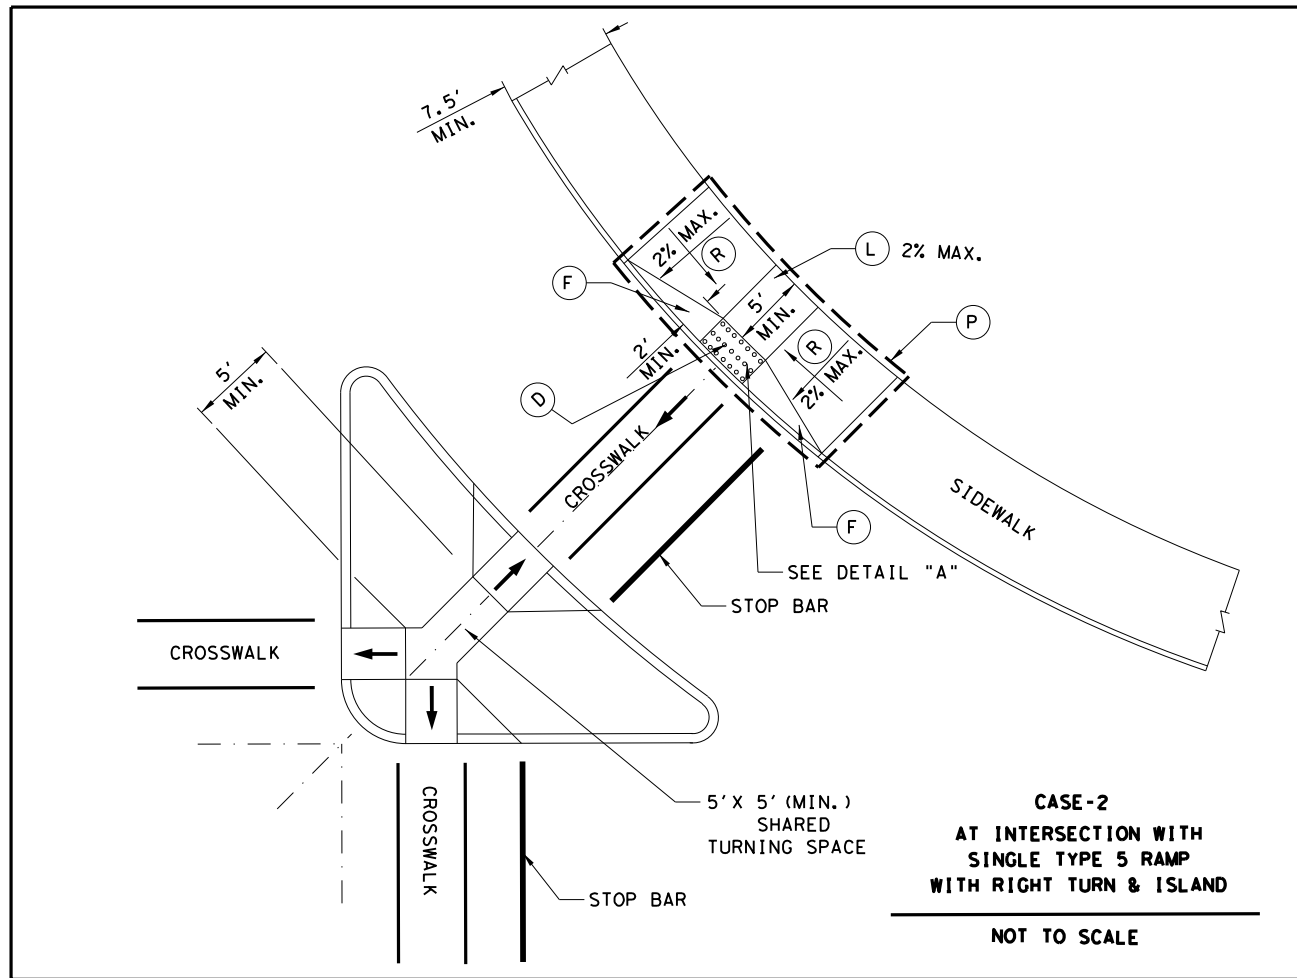 7.5'
MIN.
2% MAX.
R
L 2% MAX.
F
5'
MIN.
P
2'
MIN.
R
2% MAX.
5'
MIN.
D
CROSSWALK
SIDEWALK
F
SEE DETAIL "A"
STOP BAR
CROSSWALK
CROSSWALK
5'X 5'(MIN.)
SHARED
TURNING SPACE
STOP BAR
CASE-2
AT INTERSECTION WITH
SINGLE TYPE 5 RAMP
WITH RIGHT TURN & ISLAND
NOT TO SCALE